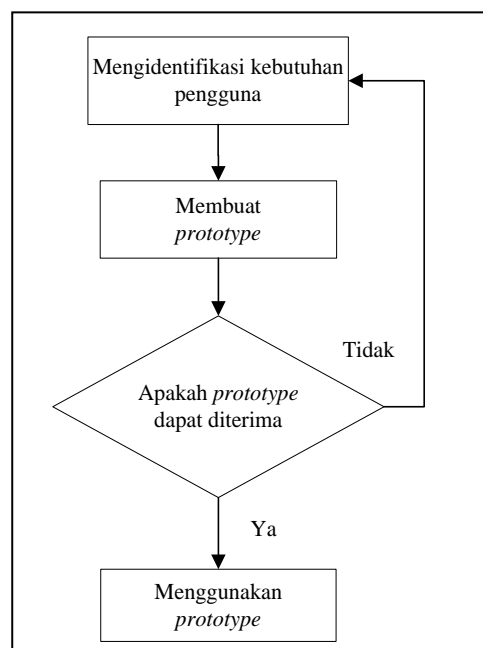 Mengidentifikasi kebutuhan
pengguna
Membuat
prototype
Tidak
Apakah prototype
dapat diterima
Ya
Menggunakan
prototype